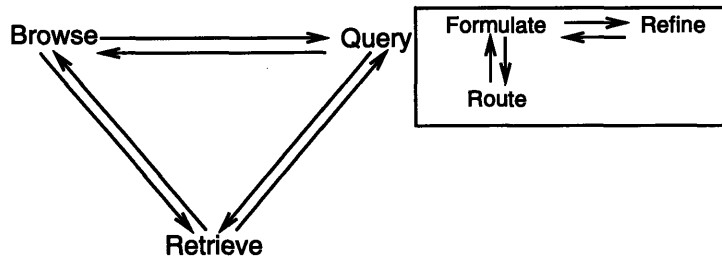 Browse
Query
Formulate
Refine
Route
Retrieve